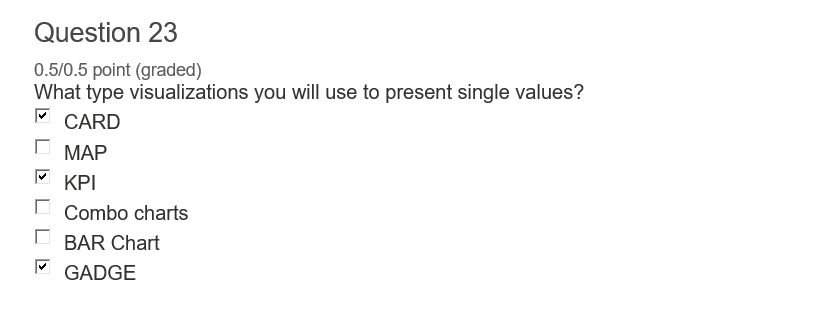 Question 23
0.5/0.5 point (graded)
What type visualizations you will use to present single values?
CARD
MAP
KPI
Combo charts
BAR Chart
GADGE